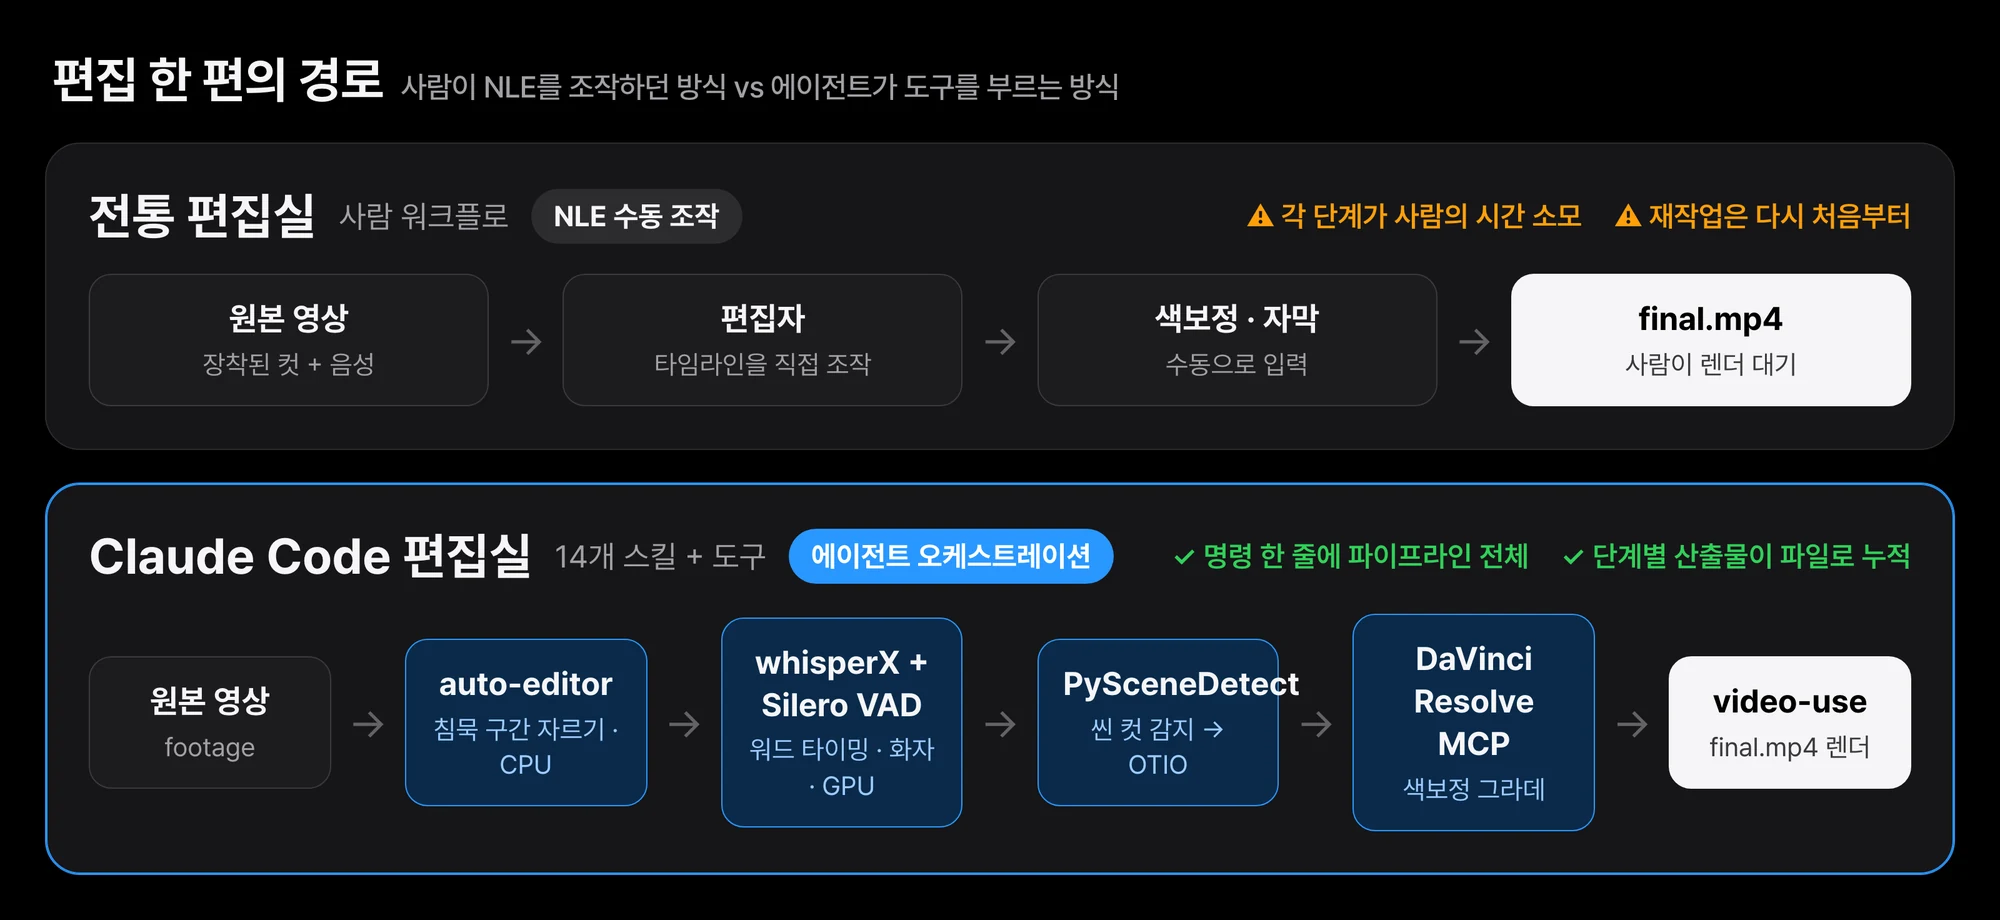 편집 한 편의 경로 사람이 NLE를 조작하던 방식 vs 에이전트가 도구를 부르는 방식
전통 편집실 사람 워크플로 NLE 수동 조작 ⚠ 각 단계가 사람의 시간 소모 ⚠ 재작업은 다시 처음부터
원본 영상
장착된 컷 + 음성
→
편집자
타임라인을 직접 조작
→
색보정 · 자막
수동으로 입력
→
final.mp4
사람이 렌더 대기
Claude Code 편집실 14개 스킬 + 도구 에이전트 오케스트레이션 ✓ 명령 한 줄에 파이프라인 전체 ✓ 단계별 산출물이 파일로 누적
원본 영상
footage
→
auto-editor
침묵 구간 자르기 ·
CPU
→
whisperX +
Silero VAD
워드 타이밍 · 화자
· GPU
→
PySceneDetect
씬 컷 감지 →
OTIO
→
DaVinci
Resolve
MCP
색보정 그라데
→
video-use
final.mp4 렌더